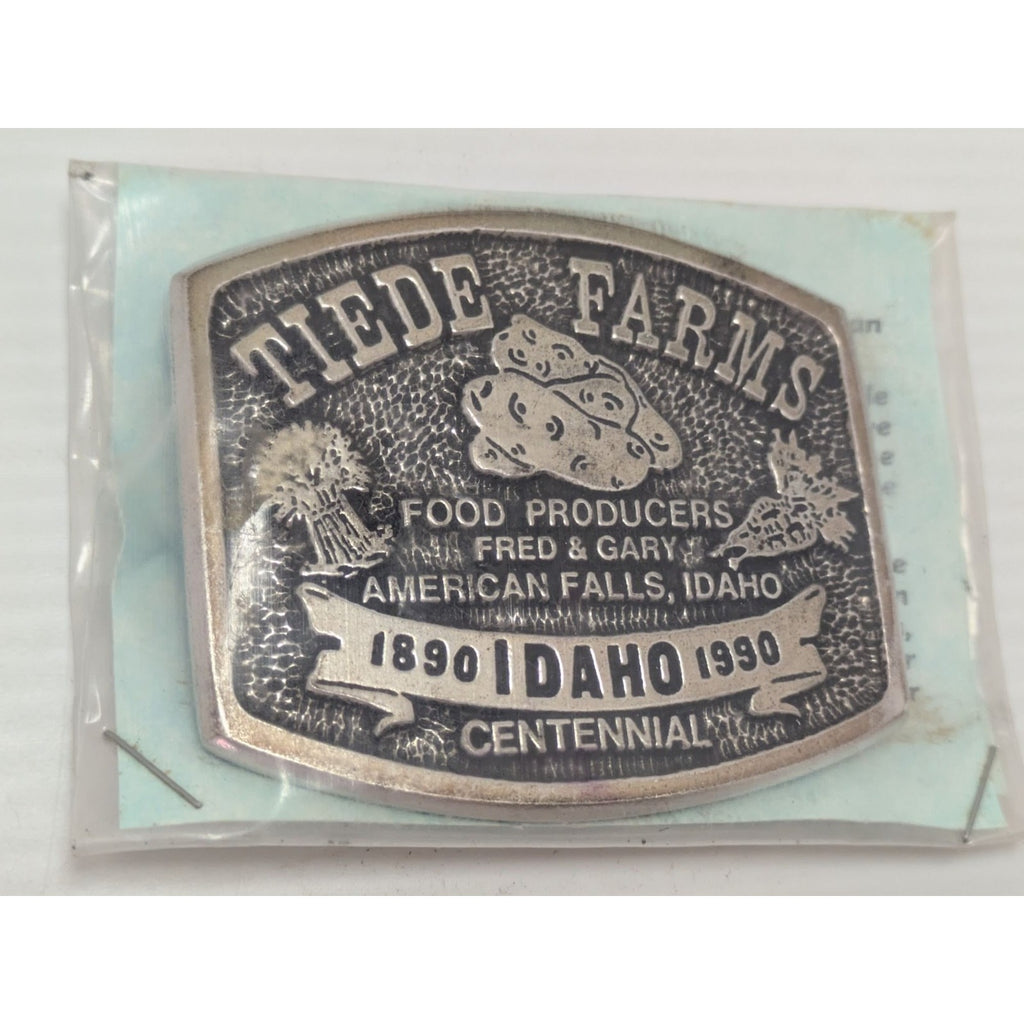 TIEDE FARMS
FOOD PRODUCERS
FRED & GARY
AMERICAN FALLS, IDAHO
1890 IDAHO 1990
CENTENNIAL